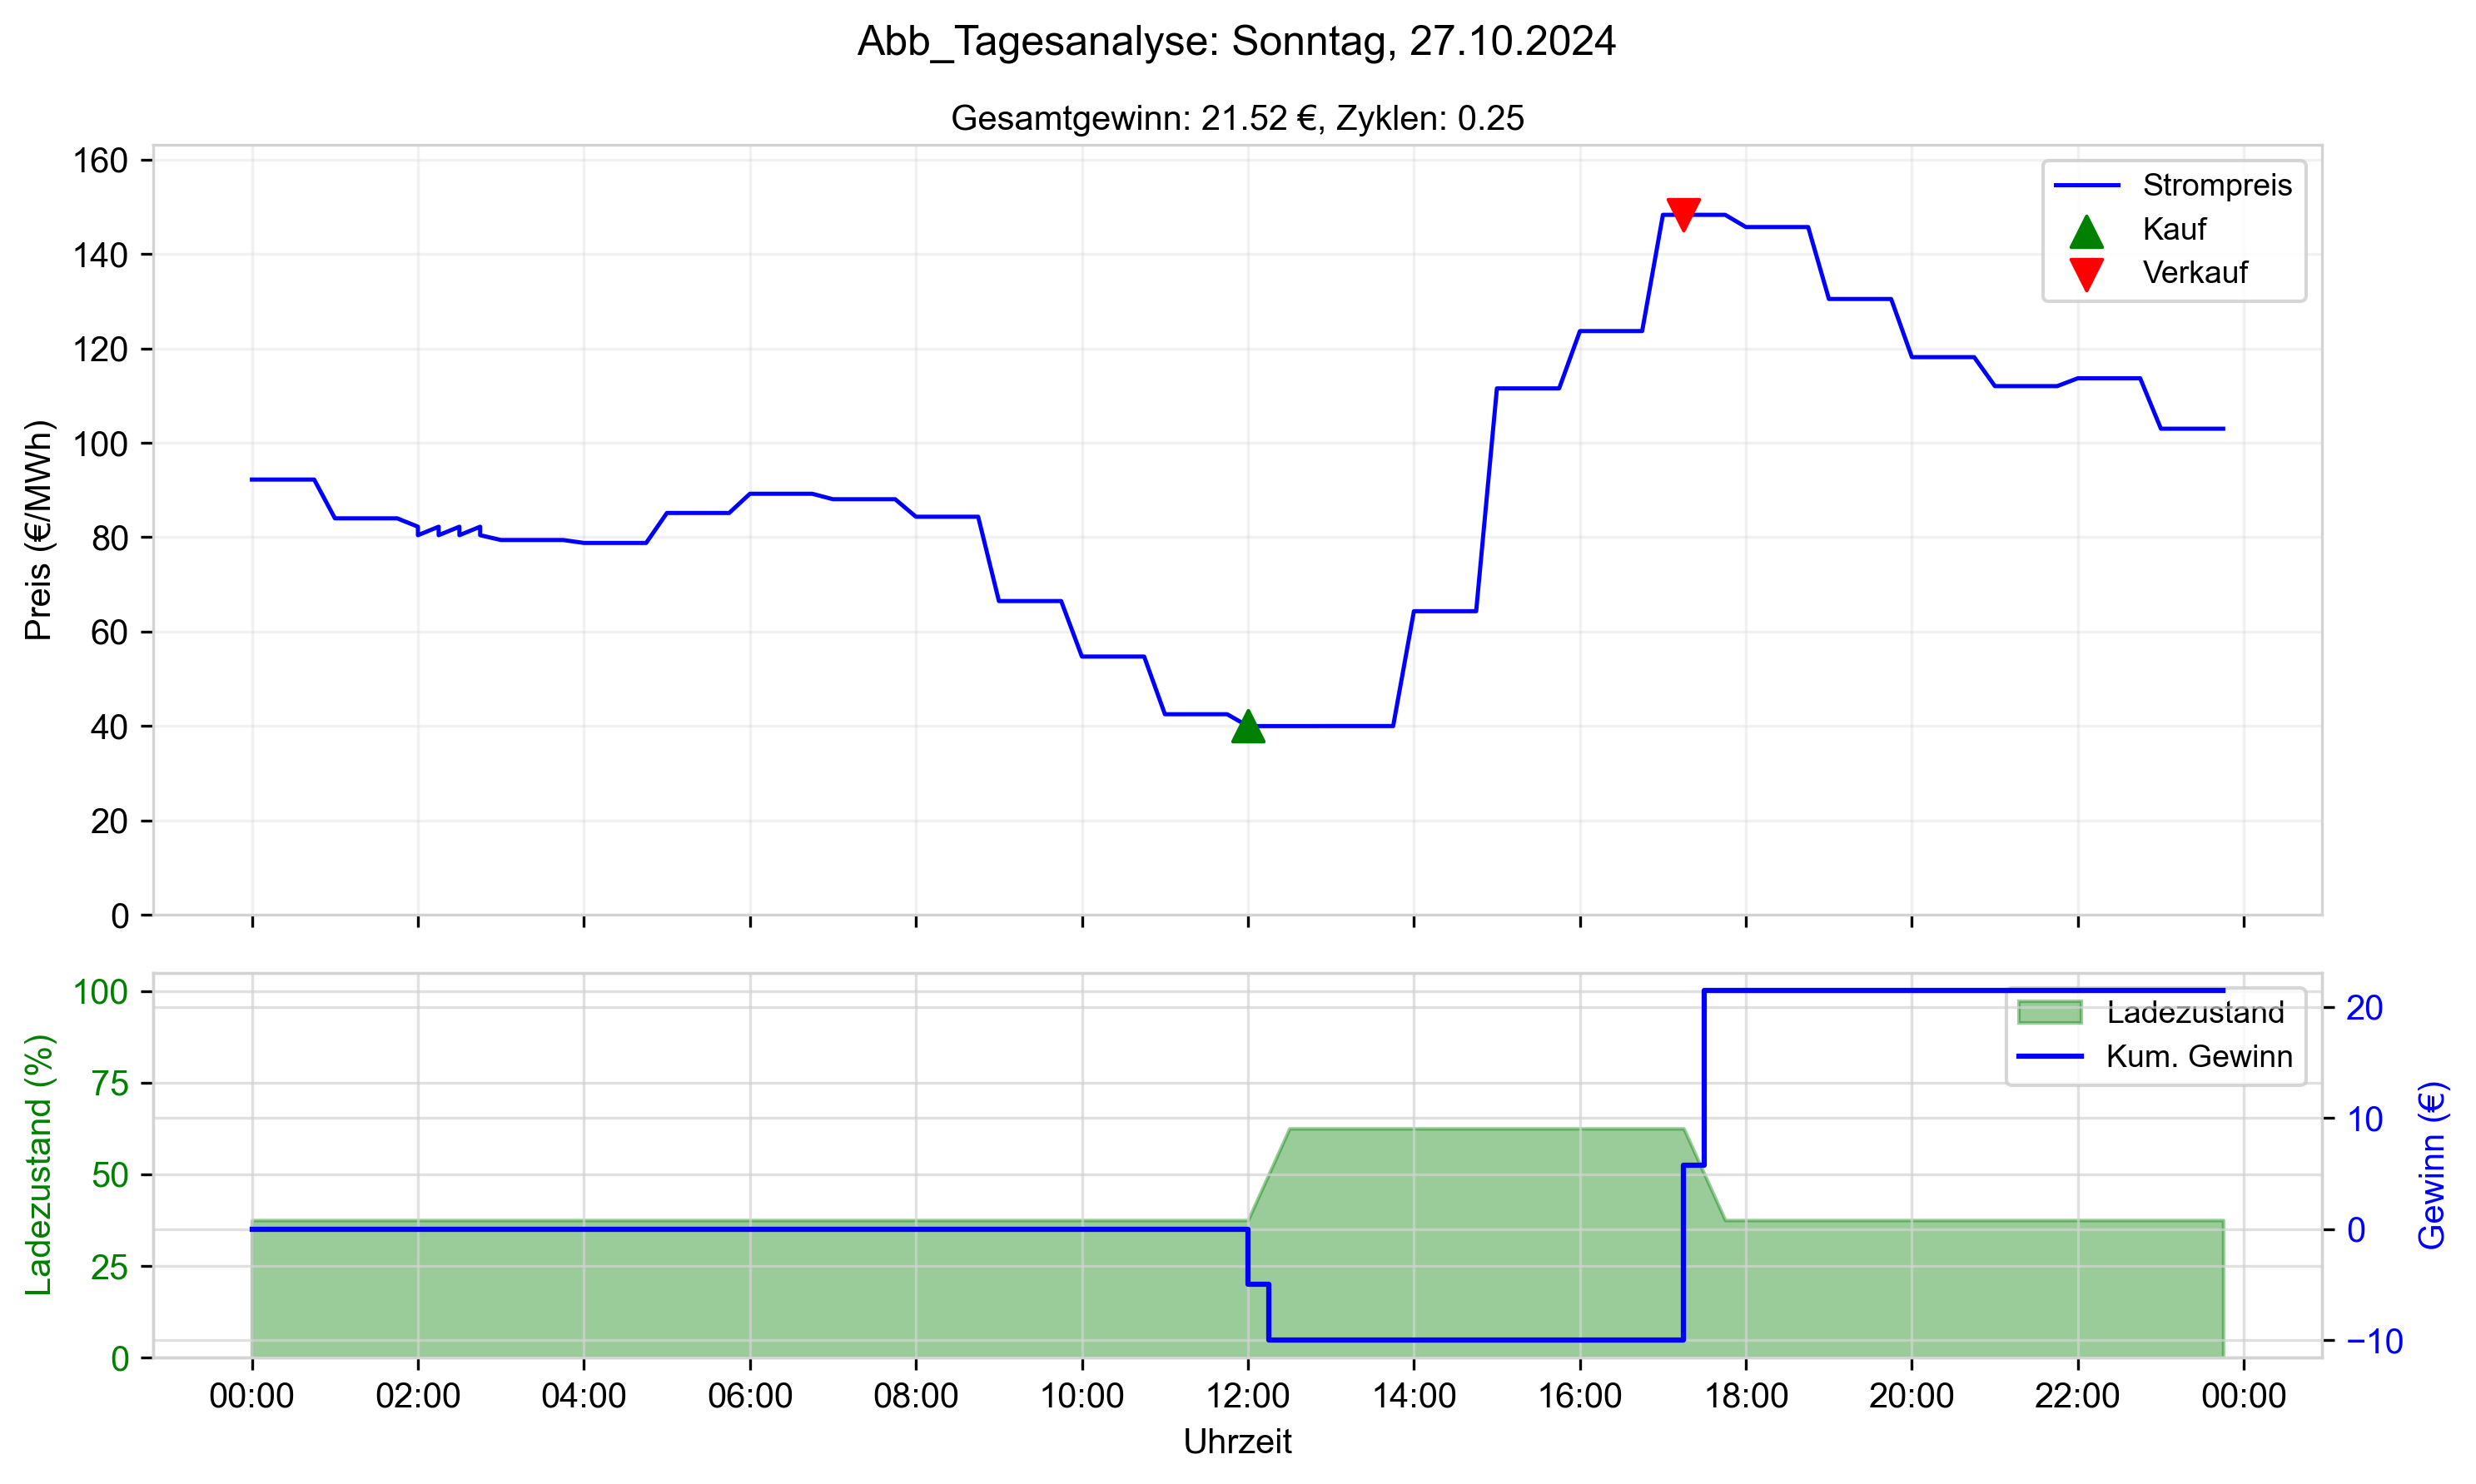 Abb_Tagesanalyse: Sonntag, 27.10.2024
Gesamtgewinn: 21.52 €, Zyklen: 0.25
Preis (€/MWh)
160
140
120
100
80
60
40
20
0
Strompreis
Kauf
Verkauf
Ladezustand (%)
100
75
50
25
0
Ladezustand
Kum. Gewinn
20
10
0
−10
Gewinn (€)
00:00 02:00 04:00 06:00 08:00 10:00 12:00 14:00 16:00 18:00 20:00 22:00 00:00
Uhrzeit